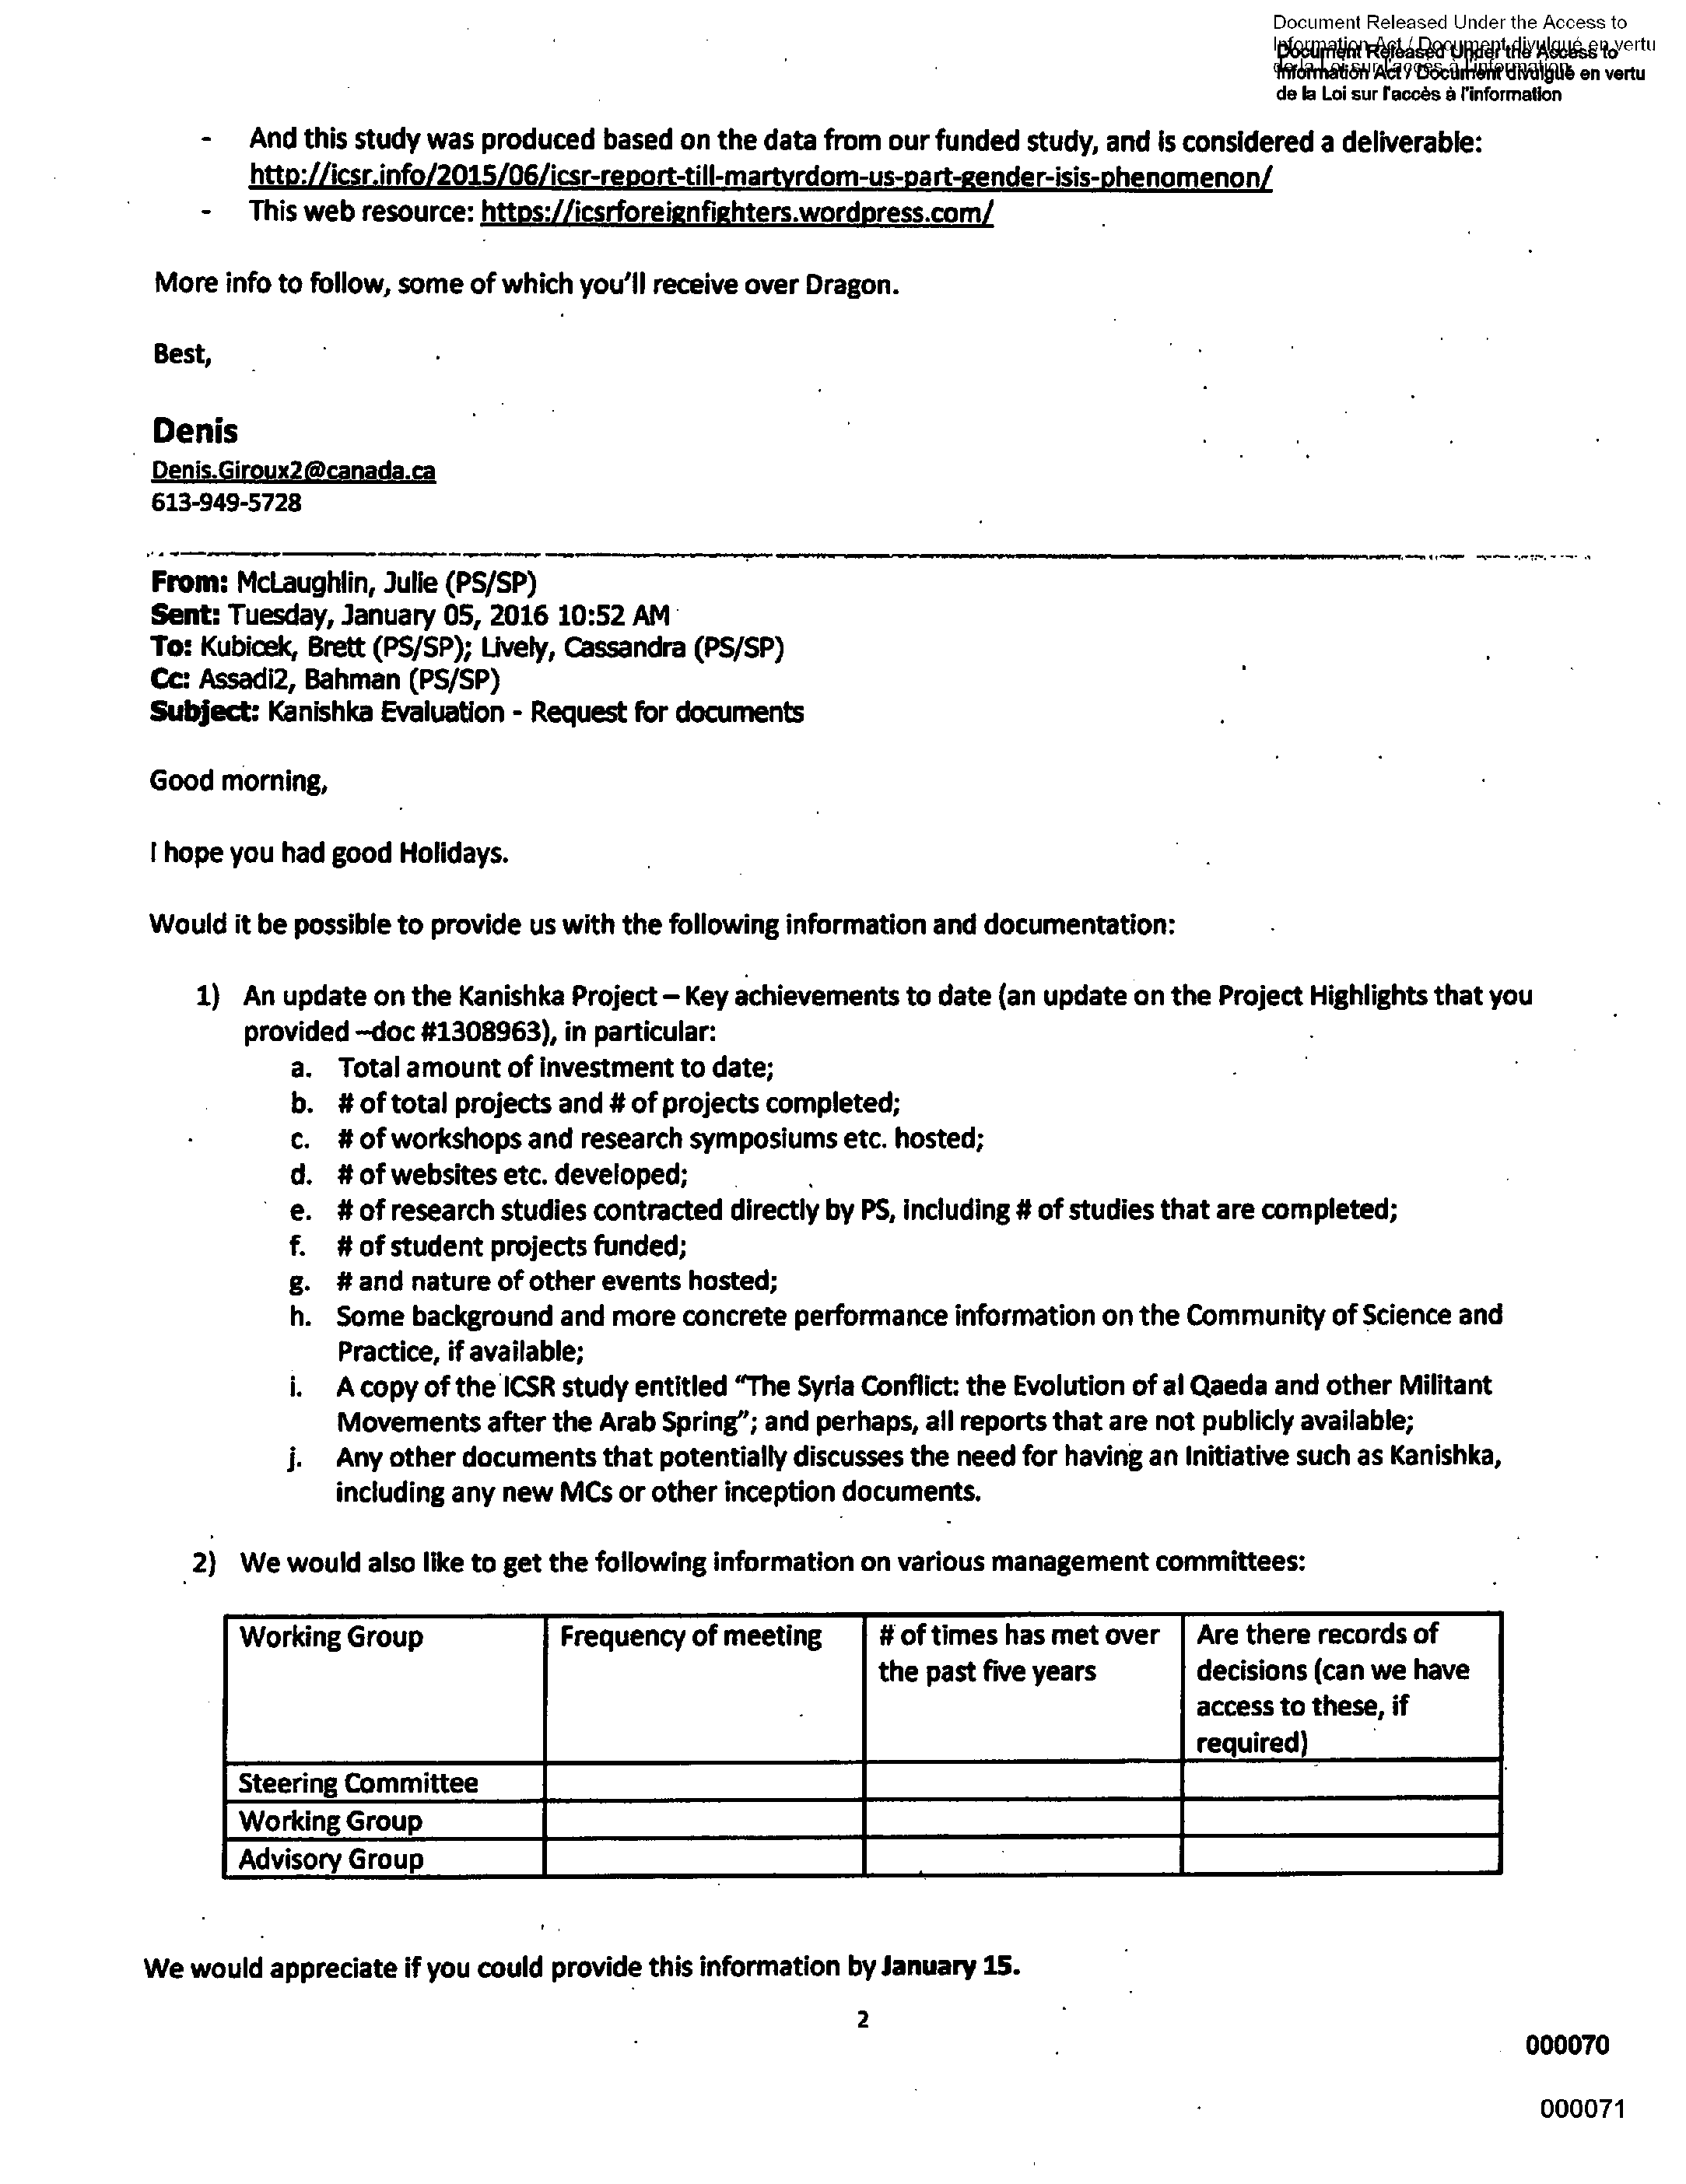 Document Released Under the Access to
Information Act / Document divulgué en vertu
de la Loi sur l'accès à l'information
Document Released Under the Access to
Information Act / Document divulgué en vertu
de la Loi sur l'accès à l'information
- And this study was produced based on the data from our funded study, and is considered a deliverable:
http://icsr.info/2015/06/icsr-report-till-martyrdom-us-part-gender-isis-phenomenon/
- This web resource: https://icsrforeignfighters.wordpress.com/
More info to follow, some of which you'll receive over Dragon.
Best,
Denis
Denis.Giroux2@canada.ca
613-949-5728
From: McLaughlin, Julie (PS/SP)
Sent: Tuesday, January 05, 2016 10:52 AM
To: Kubicek, Brett (PS/SP); Lively, Cassandra (PS/SP)
Cc: Assadi2, Bahman (PS/SP)
Subject: Kanishka Evaluation - Request for documents
Good morning,
I hope you had good Holidays.
Would it be possible to provide us with the following information and documentation:
1) An update on the Kanishka Project – Key achievements to date (an update on the Project Highlights that you
provided –doc #1308963), in particular:
a. Total amount of investment to date;
b. # of total projects and # of projects completed;
c. # of workshops and research symposiums etc. hosted;
d. # of websites etc. developed;
e. # of research studies contracted directly by PS, including # of studies that are completed;
f. # of student projects funded;
g. # and nature of other events hosted;
h. Some background and more concrete performance information on the Community of Science and
Practice, if available;
i. A copy of the ICSR study entitled "The Syria Conflict: the Evolution of al Qaeda and other Militant
Movements after the Arab Spring"; and perhaps, all reports that are not publicly available;
j. Any other documents that potentially discusses the need for having an Initiative such as Kanishka,
including any new MCs or other inception documents.
2) We would also like to get the following information on various management committees:
Working Group Frequency of meeting # of times has met over Are there records of
the past five years decisions (can we have
access to these, if
required)
Steering Committee
Working Group
Advisory Group
We would appreciate if you could provide this information by January 15.
2
000070
000071